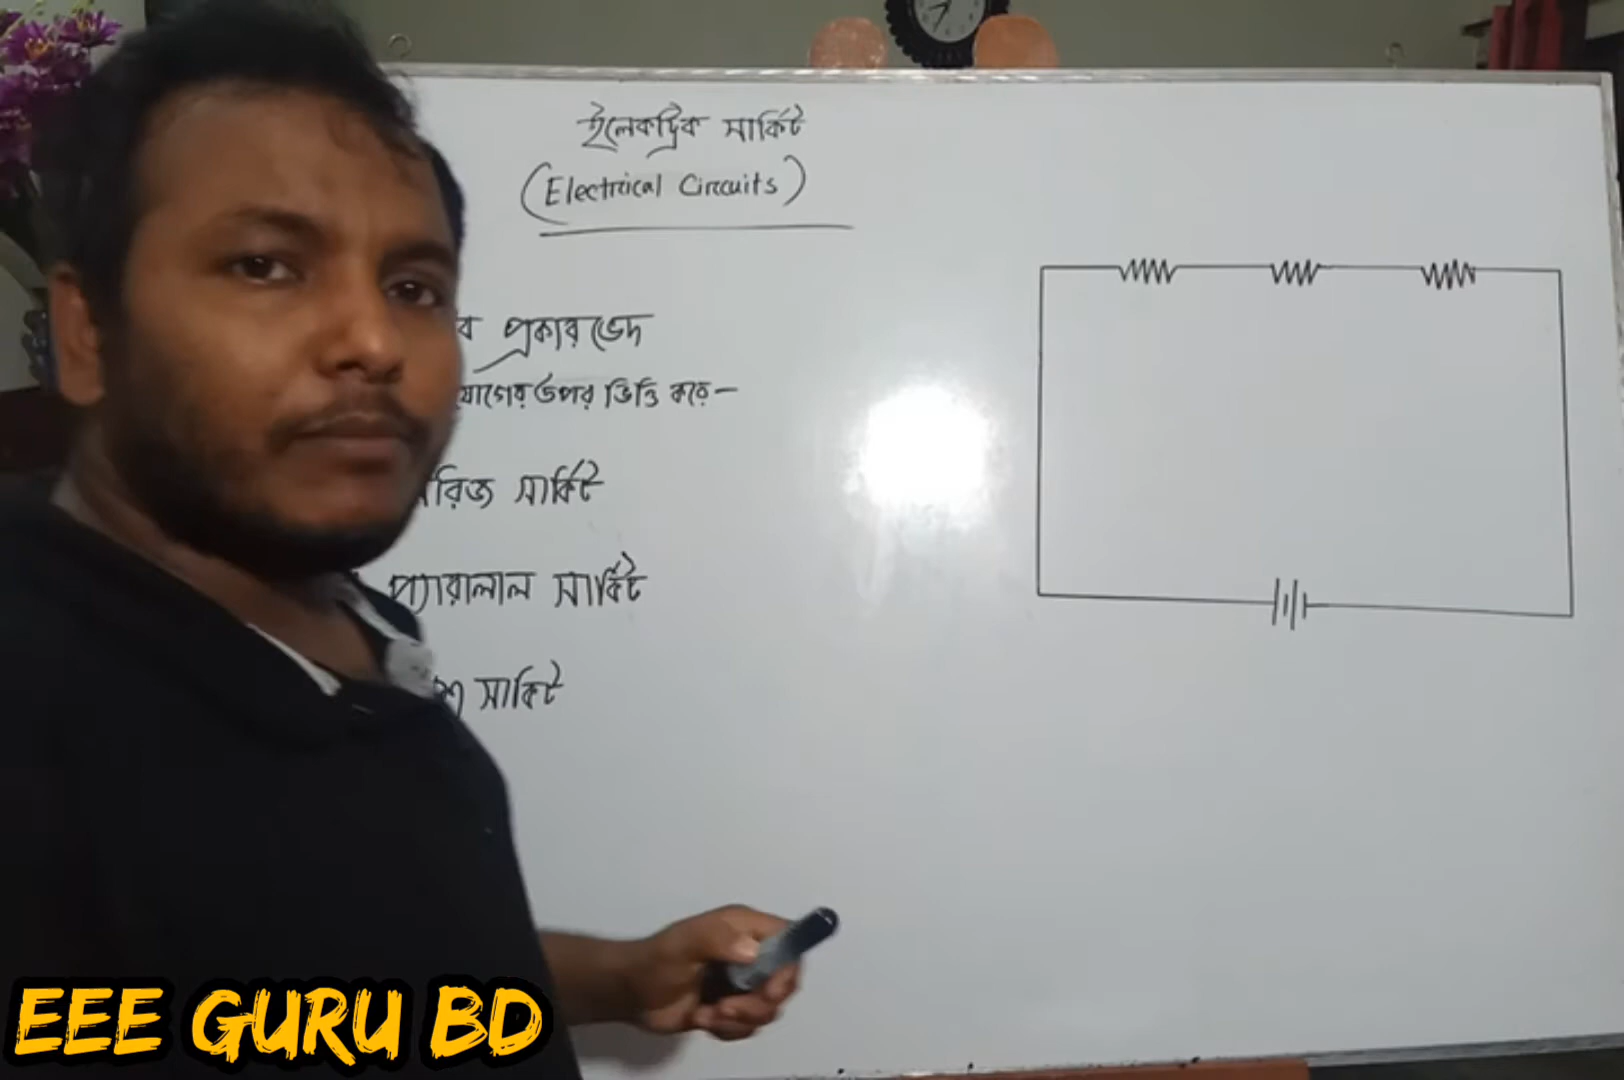 ইলেকট্রিক সার্কিট
(Electrical Circuits)
প্রকারভেদ
উপর ভিত্তি করে-
সার্কিট
প্যারালাল সার্কিট
সার্কিট
EEE GURU BD